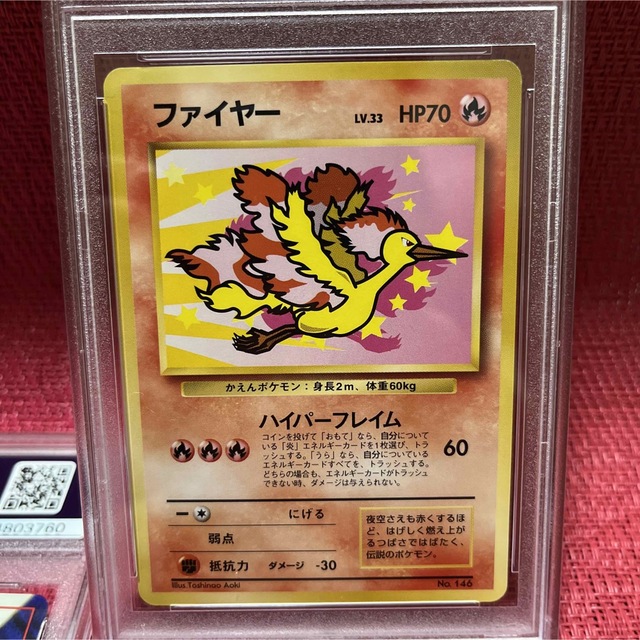 ファイヤー LV.33 HP70
かえんポケモン：身長2m、体重60kg
ハイパーフレイム
コインを投げて「おもて」なら、自分についている「炎」エネルギーカードを1枚選び、トラッシュする。「うら」なら、自分についているエネルギーカードすべてを、トラッシュする。どちらの場合も、エネルギーカードがトラッシュできない時、ダメージは与えられない。
60
にげる
弱点
抵抗力 ダメージ -30
夜空さえも赤くするほど、はげしく燃え上がるつばさではばたく、伝説のポケモン。
Illus.Toshinao Aoki
No. 146
803760